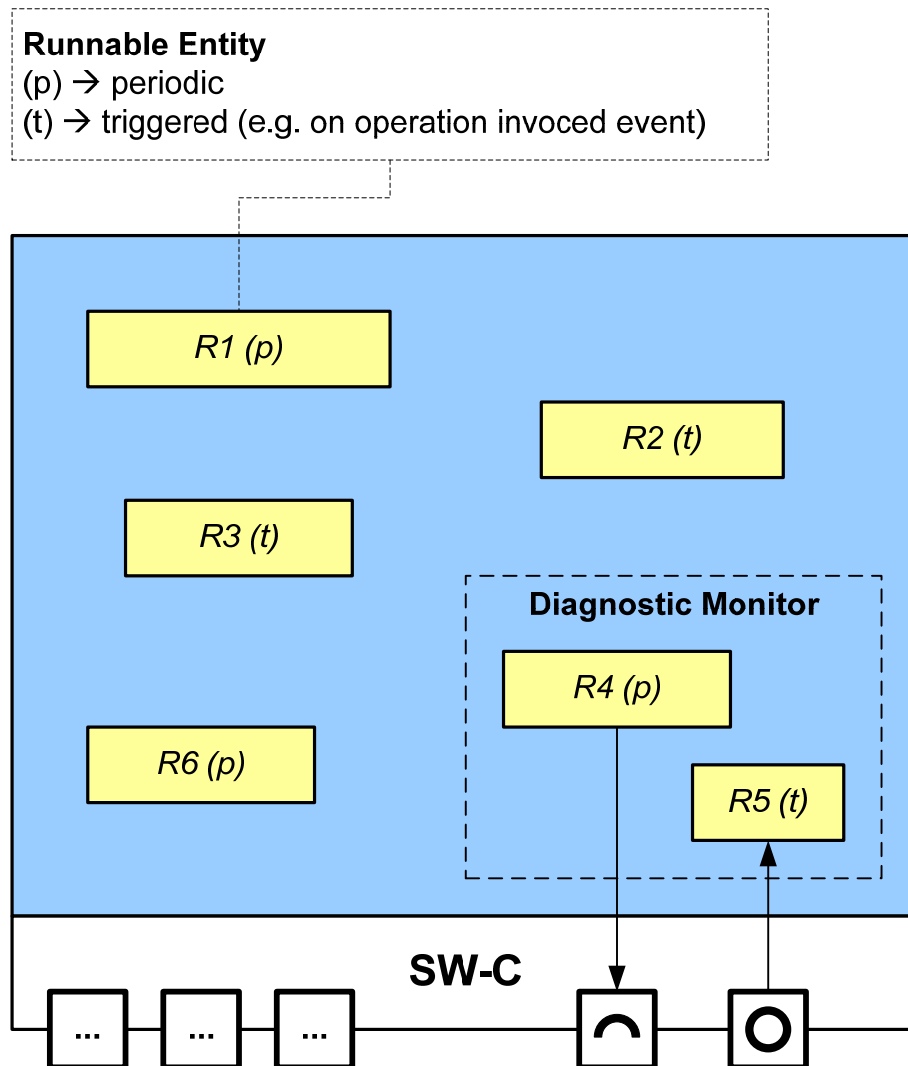 Runnable Entity
(p) → periodic
(t) → triggered (e.g. on operation invoced event)
R1 (p)
R2 (t)
R3 (t)
Diagnostic Monitor
R4 (p)
R6 (p)
R5 (t)
SW-C
... ... ...